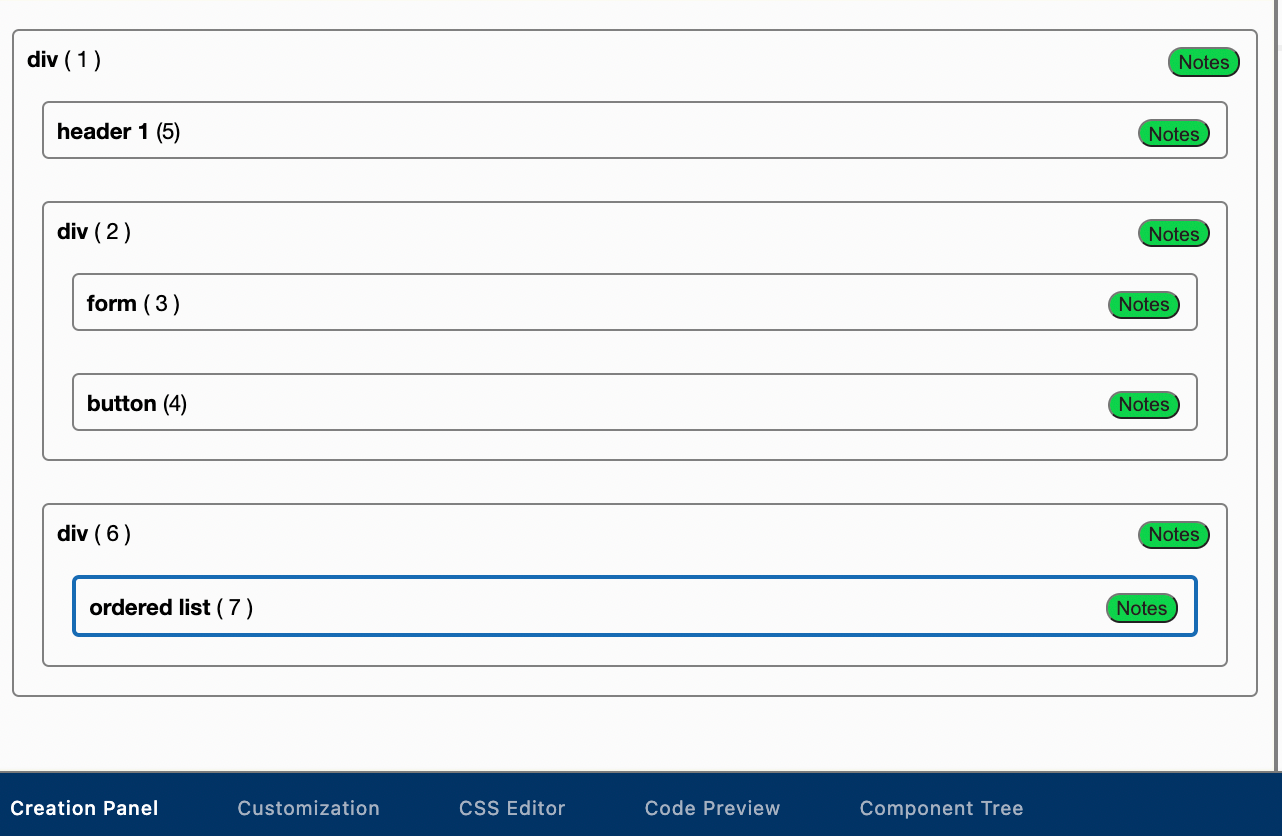 div ( 1 ) Notes
header 1 (5) Notes
div ( 2 ) Notes
form ( 3 ) Notes
button (4) Notes
div ( 6 ) Notes
ordered list ( 7 ) Notes
Creation Panel Customization CSS Editor Code Preview Component Tree